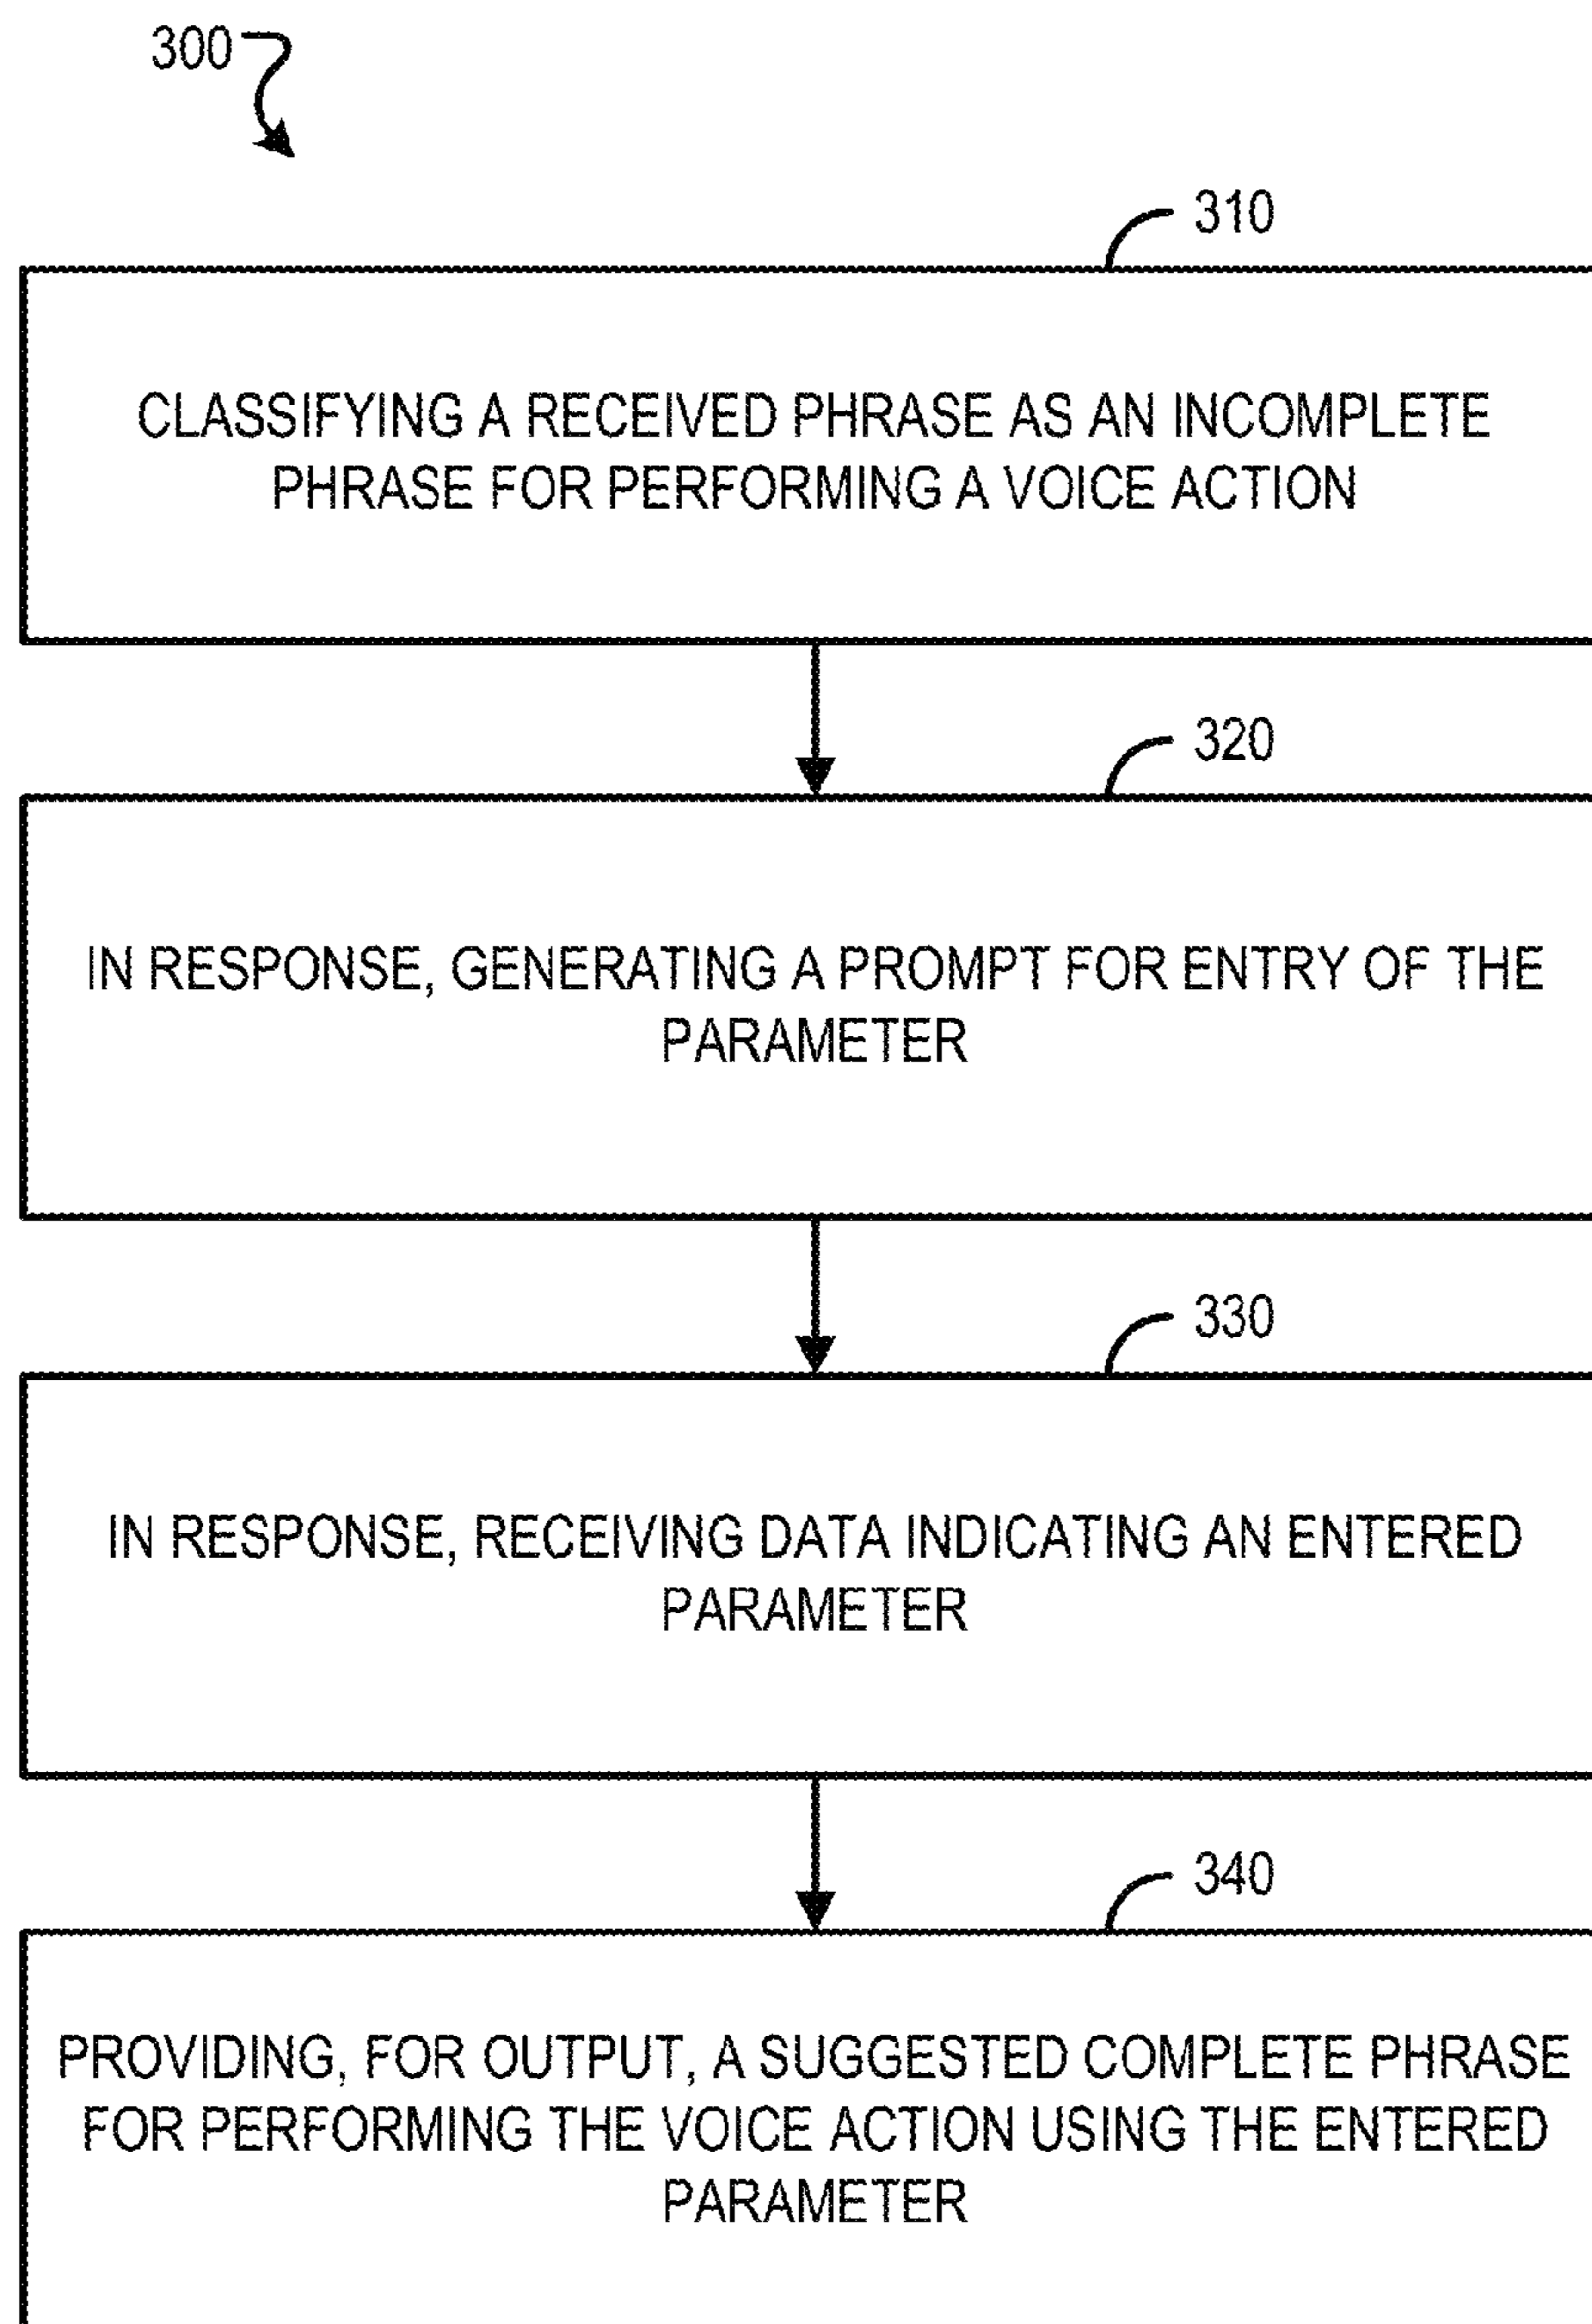 300
310
CLASSIFYING A RECEIVED PHRASE AS AN INCOMPLETE
PHRASE FOR PERFORMING A VOICE ACTION
320
IN RESPONSE, GENERATING A PROMPT FOR ENTRY OF THE
PARAMETER
330
IN RESPONSE, RECEIVING DATA INDICATING AN ENTERED
PARAMETER
340
PROVIDING, FOR OUTPUT, A SUGGESTED COMPLETE PHRASE
FOR PERFORMING THE VOICE ACTION USING THE ENTERED
PARAMETER